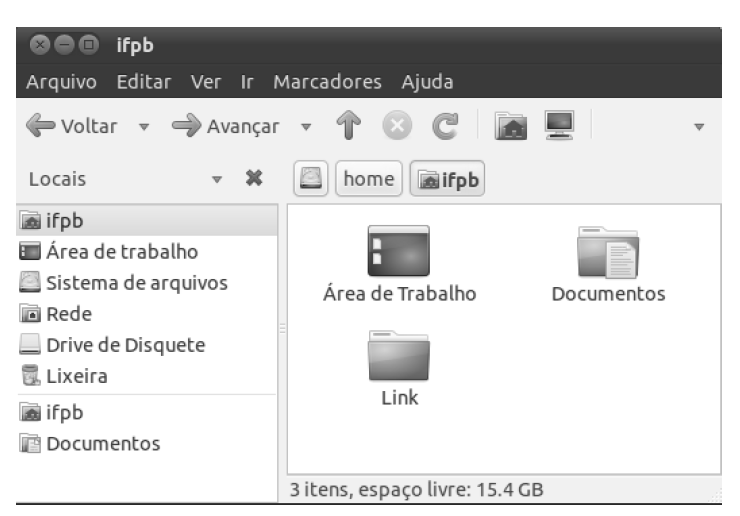 ifpb
Arquivo Editar Ver Ir Marcadores Ajuda
Voltar Avançar
Locais
home ifpb
ifpb
Área de trabalho
Sistema de arquivos
Rede
Drive de Disquete
Lixeira
ifpb
Documentos
Área de Trabalho Documentos
Link
3 itens, espaço livre: 15.4 GB